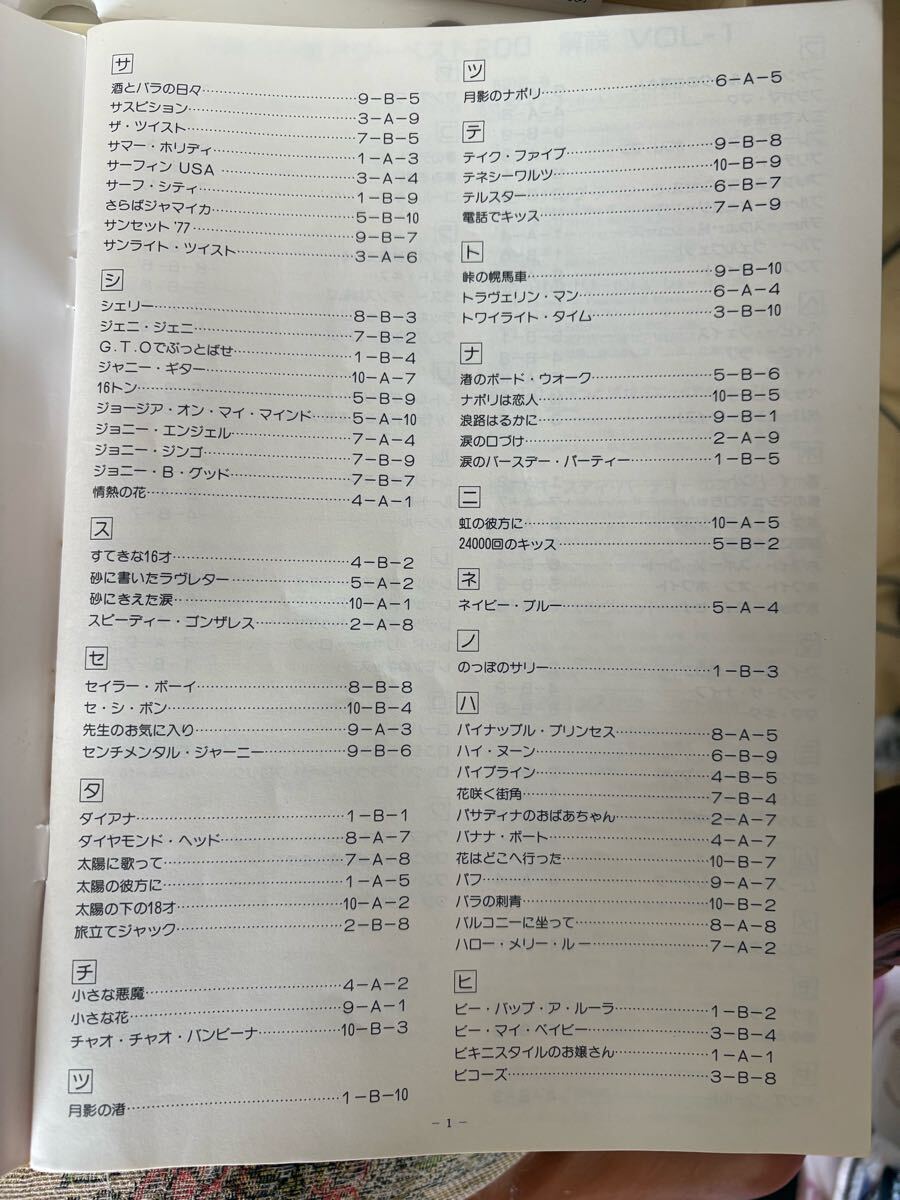 サ
酒とバラの日々 9-B-5
サスピション 3-A-9
ザ・ツイスト 7-B-5
サマー・ホリディ 1-A-3
サーフィン USA 3-A-4
サーフ・シティ 1-B-9
さらばジャマイカ 5-B-10
サンセット '77 9-B-7
サンライト・ツイスト 3-A-6
シ
シェリー 8-B-3
ジェニ・ジェニ 7-B-2
G.T.Oでぶっとばせ 1-B-4
ジャニー・ギター 10-A-7
16トン 5-B-9
ジョージア・オン・マイ・マインド 5-A-10
ジョニー・エンジェル 7-A-4
ジョニー・ジンゴ 7-B-9
ジョニー・B・グッド 7-B-7
情熱の花 4-A-1
ス
すてきな16才 4-B-2
砂に書いたラヴレター 5-A-2
砂にきえた涙 10-A-1
スピーディー・ゴンザレス 2-A-8
セ
セイラー・ボーイ 8-B-8
セ・シ・ボン 10-B-4
先生のお気に入り 9-A-3
センチメンタル・ジャーニー 9-B-6
タ
ダイアナ 1-B-1
ダイヤモンド・ヘッド 8-A-7
太陽に歌って 7-A-8
太陽の彼方に 1-A-5
太陽の下の18才 10-A-2
旅立てジャック 2-B-8
チ
小さな悪魔 4-A-2
小さな花 9-A-1
チャオ・チャオ・バンビーナ 10-B-3
ツ
月影の渚 1-B-10
ツ
月影のナポリ 6-A-5
テ
テイク・ファイブ 9-B-8
テネシーワルツ 10-B-9
テルスター 6-B-7
電話でキッス 7-A-9
ト
峠の幌馬車 9-B-10
トラヴェリン・マン 6-A-4
トワイライト・タイム 3-B-10
ナ
渚のボード・ウォーク 5-B-6
ナポリは恋人 10-B-5
浪路はるかに 9-B-1
涙の口づけ 2-A-9
涙のバースデー・パーティー 1-B-5
ニ
虹の彼方に 10-A-5
24000回のキッス 5-B-2
ネ
ネイビー・ブルー 5-A-4
ノ
のっぽのサリー 1-B-3
ハ
パイナップル・プリンセス 8-A-5
ハイ・ヌーン 6-B-9
パイプライン 4-B-5
花咲く街角 7-B-4
パサディナのおばあちゃん 2-A-7
バナナ・ボート 4-A-7
花はどこへ行った 10-B-7
パフ 9-A-7
バラの刺青 10-B-2
バルコニーに坐って 8-A-8
ハロー・メリー・ルー 7-A-2
ヒ
ビー・バップ・ア・ルーラ 1-B-2
ビー・マイ・ベイビー 3-B-4
ビキニスタイルのお嬢さん 1-A-1
ビコーズ 3-B-8
- 1 -